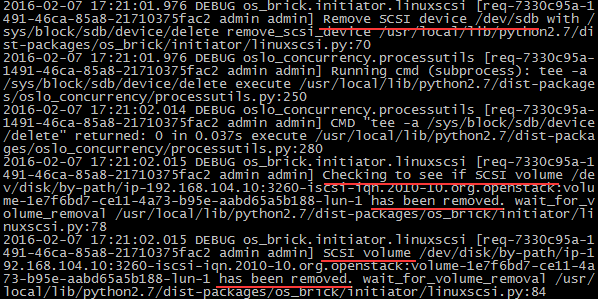 2016-02-07 17:21:01.976 DEBUG os_brick.initiator.linuxscsi [req-7330c95a-
1491-46ca-85a8-21710375fac2 admin admin] Remove SCSI device /dev/sdb with /
sys/block/sdb/device/delete remove_scsi_device /usr/local/lib/python2.7/dist
-packages/os_brick/initiator/linuxscsi.py:70
2016-02-07 17:21:01.976 DEBUG oslo_concurrency.processutils [req-7330c95a-
1491-46ca-85a8-21710375fac2 admin admin] Running cmd (subprocess): tee -a
/sys/block/sdb/device/delete execute /usr/local/lib/python2.7/dist-package
s/oslo_concurrency/processutils.py:250
2016-02-07 17:21:02.014 DEBUG oslo_concurrency.processutils [req-7330c95a-
1491-46ca-85a8-21710375fac2 admin admin] CMD "tee -a /sys/block/sdb/device
/delete" returned: 0 in 0.037s execute /usr/local/lib/python2.7/dist-packa
ges/oslo_concurrency/processutils.py:280
2016-02-07 17:21:02.015 DEBUG os_brick.initiator.linuxscsi [req-7330c95a-1
491-46ca-85a8-21710375fac2 admin admin] Checking to see if SCSI volume /de
v/disk/by-path/ip-192.168.104.10:3260-iscsi-iqn.2010-10.org.openstack:volu
me-1e7f6bd7-ce11-4a73-b95e-aabd65a5b188-lun-1 has been removed. wait_for_v
olume_removal /usr/local/lib/python2.7/dist-packages/os_brick/initiator/li
nuxscsi.py:78
2016-02-07 17:21:02.015 DEBUG os_brick.initiator.linuxscsi [req-7330c95a-1
491-46ca-85a8-21710375fac2 admin admin] SCSI volume /dev/disk/by-path/ip-1
92.168.104.10:3260-iscsi-iqn.2010-10.org.openstack:volume-1e7f6bd7-ce11-4a
73-b95e-aabd65a5b188-lun-1 has been removed. wait_for_volume_removal /usr/
local/lib/python2.7/dist-packages/os_brick/initiator/linuxscsi.py:84